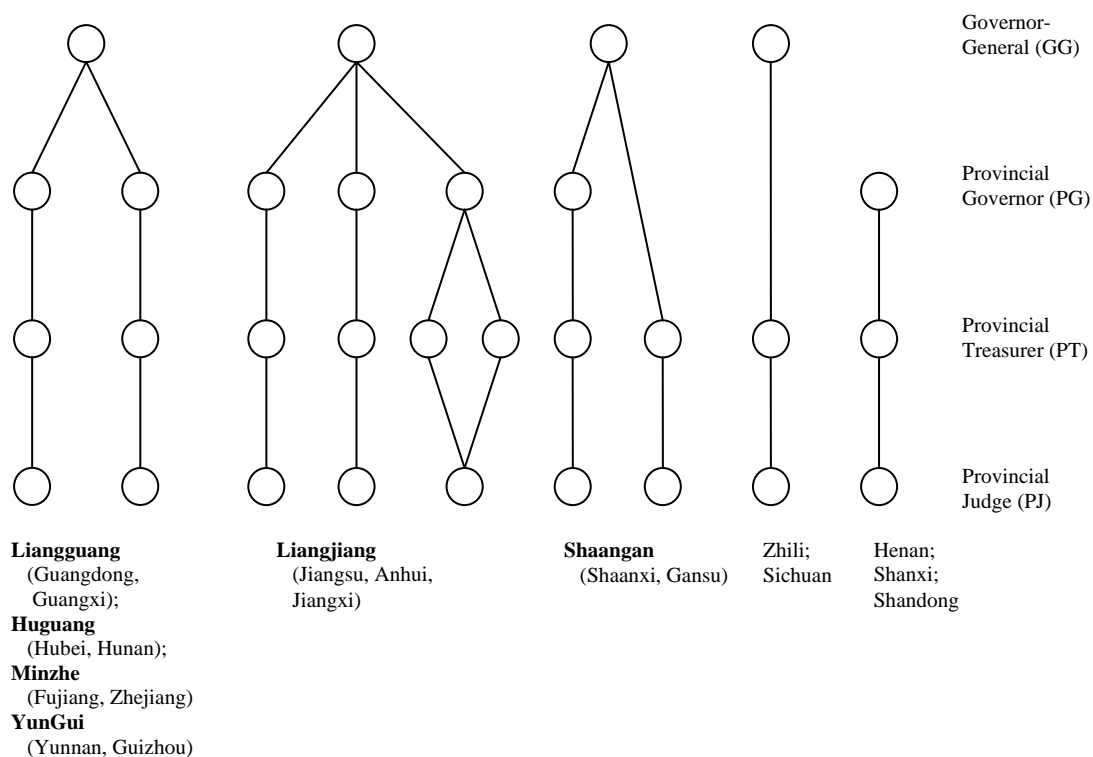 Governor-
General (GG)
Provincial
Governor (PG)
Provincial
Treasurer (PT)
Provincial
Judge (PJ)
Liangguang
(Guangdong,
Guangxi);
Huguang
(Hubei, Hunan);
Minzhe
(Fujiang, Zhejiang)
YunGui
(Yunnan, Guizhou)
Liangjiang
(Jiangsu, Anhui,
Jiangxi)
Shaangan
(Shaanxi, Gansu)
Zhili;
Sichuan
Henan;
Shanxi;
Shandong